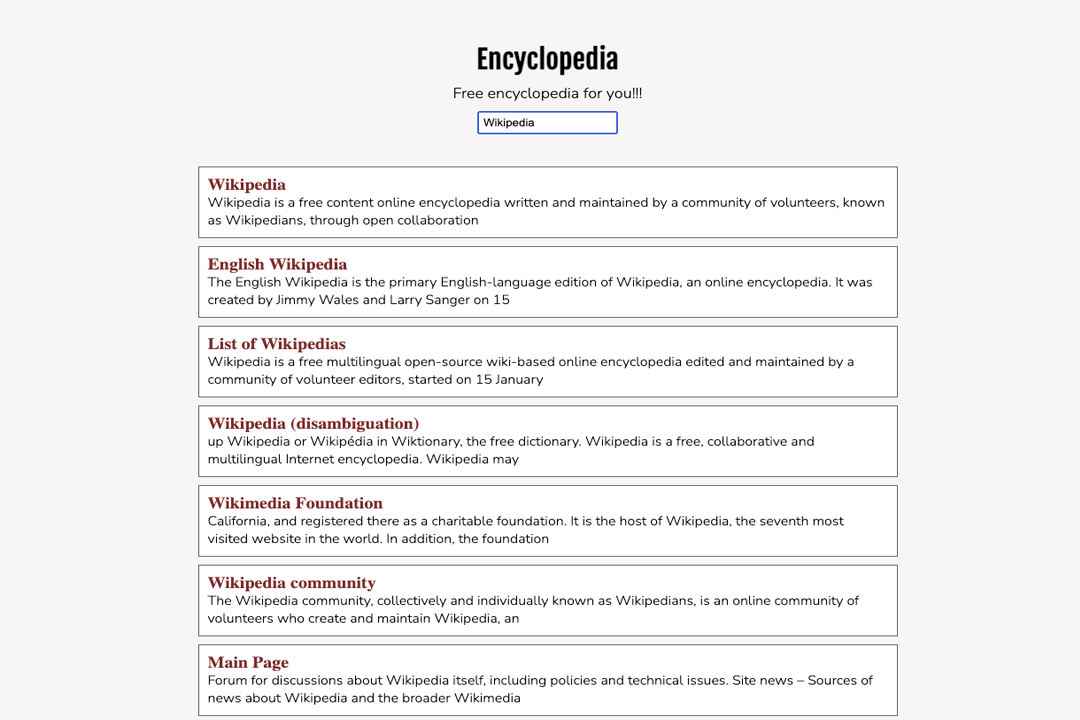 Encyclopedia
Free encyclopedia for you!!!
Wikipedia
Wikipedia
Wikipedia is a free content online encyclopedia written and maintained by a community of volunteers, known
as Wikipedians, through open collaboration
English Wikipedia
The English Wikipedia is the primary English-language edition of Wikipedia, an online encyclopedia. It was
created by Jimmy Wales and Larry Sanger on 15
List of Wikipedias
Wikipedia is a free multilingual open-source wiki-based online encyclopedia edited and maintained by a
community of volunteer editors, started on 15 January
Wikipedia (disambiguation)
up Wikipedia or Wikipédia in Wiktionary, the free dictionary. Wikipedia is a free, collaborative and
multilingual Internet encyclopedia. Wikipedia may
Wikimedia Foundation
California, and registered there as a charitable foundation. It is the host of Wikipedia, the seventh most
visited website in the world. In addition, the foundation
Wikipedia community
The Wikipedia community, collectively and individually known as Wikipedians, is an online community of
volunteers who create and maintain Wikipedia, an
Main Page
Forum for discussions about Wikipedia itself, including policies and technical issues. Site news – Sources of
news about Wikipedia and the broader Wikimedia